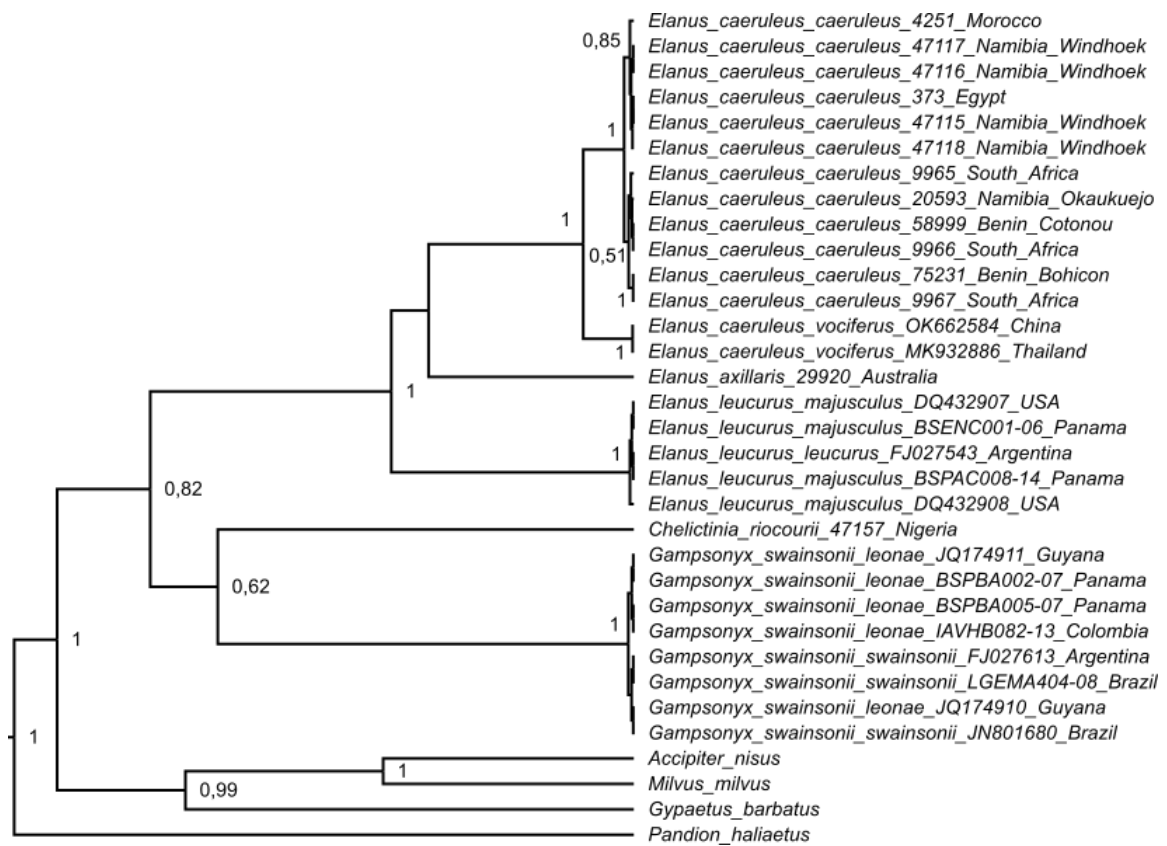 Elanus_caeruleus_caeruleus_4251_Morocco
0,85
Elanus_caeruleus_caeruleus_47117_Namibia_Windhoek
Elanus_caeruleus_caeruleus_47116_Namibia_Windhoek
Elanus_caeruleus_caeruleus_373_Egypt
Elanus_caeruleus_caeruleus_47115_Namibia_Windhoek
1
Elanus_caeruleus_caeruleus_47118_Namibia_Windhoek
Elanus_caeruleus_caeruleus_9965_South_Africa
Elanus_caeruleus_caeruleus_20593_Namibia_Okaukuejo
1
Elanus_caeruleus_caeruleus_58999_Benin_Cotonou
Elanus_caeruleus_caeruleus_9966_South_Africa
0,51
Elanus_caeruleus_caeruleus_75231_Benin_Bohicon
Elanus_caeruleus_caeruleus_9967_South_Africa
1
Elanus_caeruleus_vociferus_OK662584_China
Elanus_caeruleus_vociferus_MK932886_Thailand
1
Elanus_axillaris_29920_Australia
1
Elanus_leucurus_majusculus_DQ432907_USA
Elanus_leucurus_majusculus_BSENC001-06_Panama
Elanus_leucurus_leucurus_FJ027543_Argentina
1
Elanus_leucurus_majusculus_BSPAC008-14_Panama
0,82
Elanus_leucurus_majusculus_DQ432908_USA
Chelictinia_riocourii_47157_Nigeria
Gampsonyx_swainsonii_leonae_JQ174911_Guyana
Gampsonyx_swainsonii_leonae_BSPBA002-07_Panama
0,62
Gampsonyx_swainsonii_leonae_BSPBA005-07_Panama
1
Gampsonyx_swainsonii_leonae_IAVHB082-13_Colombia
1
Gampsonyx_swainsonii_swainsonii_FJ027613_Argentina
Gampsonyx_swainsonii_swainsonii_LGEMA404-08_Brazil
Gampsonyx_swainsonii_leonae_JQ174910_Guyana
Gampsonyx_swainsonii_swainsonii_JN801680_Brazil
1
Accipiter_nisus
1
Milvus_milvus
0,99
Gypaetus_barbatus
Pandion_haliaetus